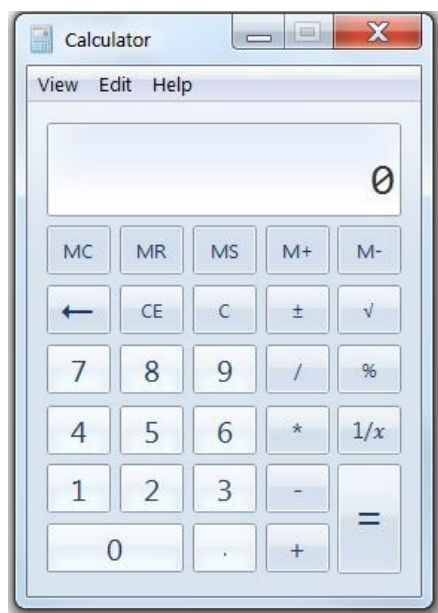 Calculator
View Edit Help
0
MC MR MS M+ M-
← CE C ± √
7 8 9 / %
4 5 6 * 1/x
1 2 3 - =
0 . +